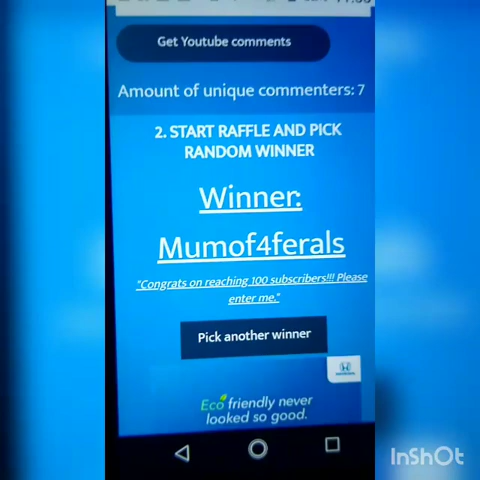 Get Youtube comments
Amount of unique commenters: 7
2. START RAFFLE AND PICK
RANDOM WINNER
Winner:
Mumof4ferals
"Congrats on reaching 100 subscribers!!! Please
enter me."
Pick another winner
Eco friendly never
looked so good.
InShOt